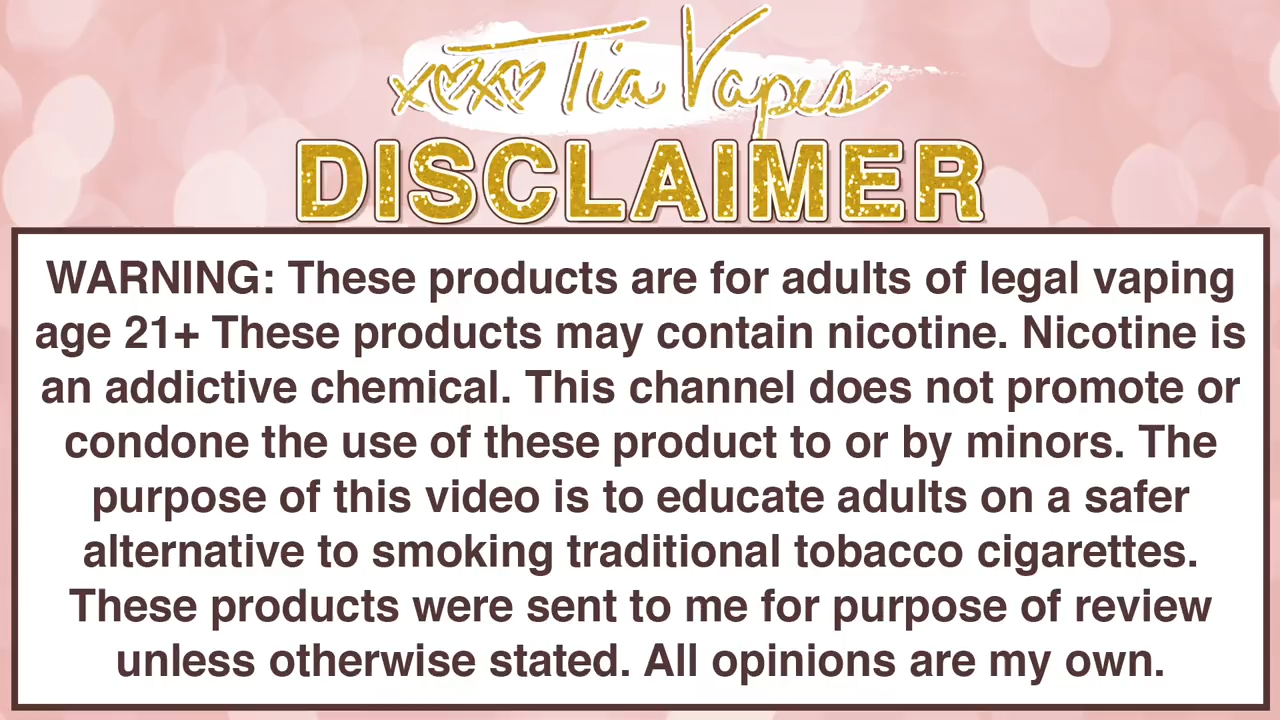 xoxo Tia Vapes
DISCLAIMER
WARNING: These products are for adults of legal vaping
age 21+ These products may contain nicotine. Nicotine is
an addictive chemical. This channel does not promote or
condone the use of these product to or by minors. The
purpose of this video is to educate adults on a safer
alternative to smoking traditional tobacco cigarettes.
These products were sent to me for purpose of review
unless otherwise stated. All opinions are my own.